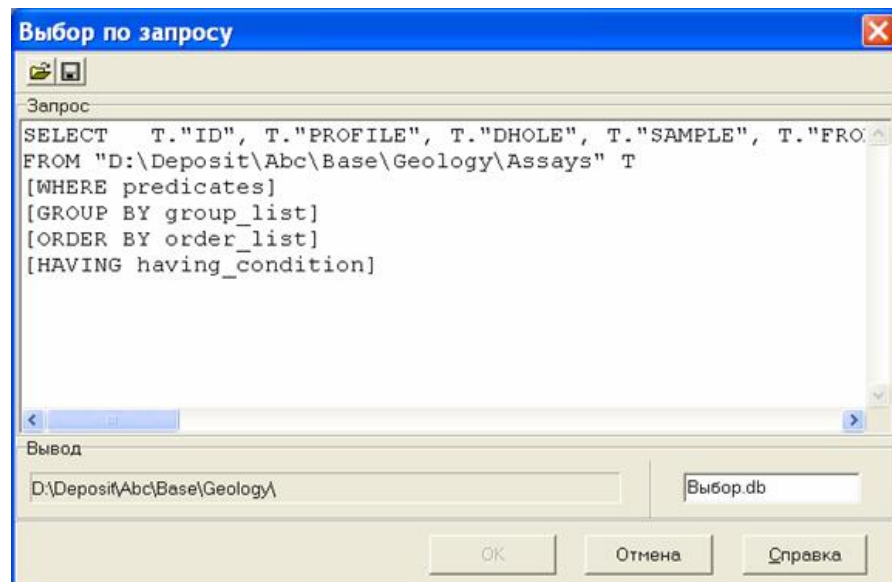 Выбор по запросу
Запрос
SELECT T."ID", T."PROFILE", T."DHOLE", T."SAMPLE", T."FRO
FROM "D:\Deposit\Abc\Base\Geology\Assays" T
[WHERE predicates]
[GROUP BY group_list]
[ORDER BY order_list]
[HAVING having_condition]
Вывод
D:\Deposit\Abc\Base\Geology\ Выбор.db
OK Отмена Справка